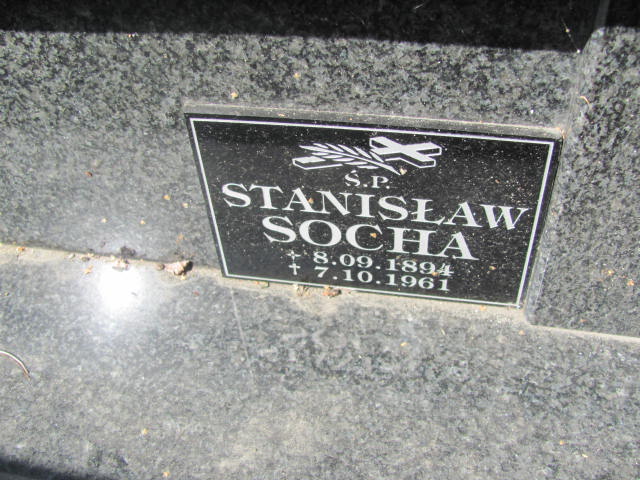 Ś.P.
STANISŁAW
SOCHA
* 8.09.1894
+ 7.10.1961